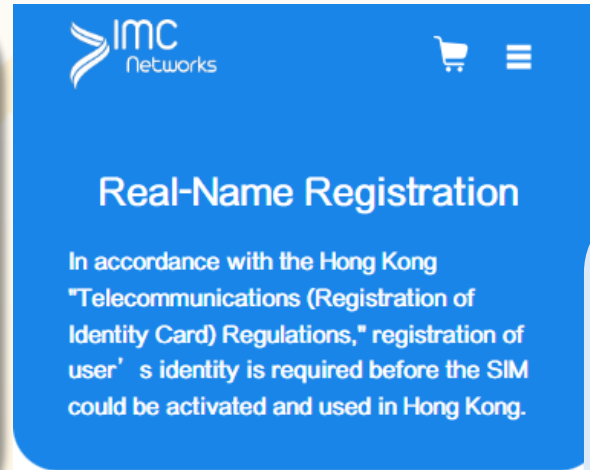 IMC
Networks
Real-Name Registration
In accordance with the Hong Kong
"Telecommunications (Registration of
Identity Card) Regulations," registration of
user’s identity is required before the SIM
could be activated and used in Hong Kong.